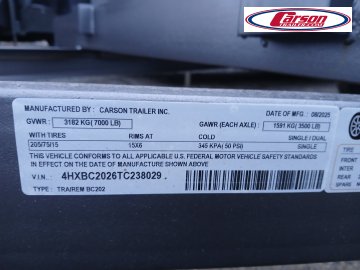 Carson
TRAILER.COM
MANUFACTURED BY : CARSON TRAILER INC. DATE OF MFG. : 08/2025
GVWR : 3182 KG( 7000 LB) GAWR (EACH AXLE) : 1591 KG( 3500 LB)
WITH TIRES RIMS AT COLD SINGLE / DUAL
205/75/15 15X6 345 KPA( 50 PSI) SINGLE
THIS VEHICLE CONFORMS TO ALL APPLICABLE U.S. FEDERAL MOTOR VEHICLE SAFETY STANDARDS
IN EFFECT ON THE DATE OF MANUFACTURE SHOWN ABOVE
V.I.N. : 4HXBC2026TC238029 .
TYPE : TRA/REM BC202
TIRE
FRONT
INTER
REAR
SPARE